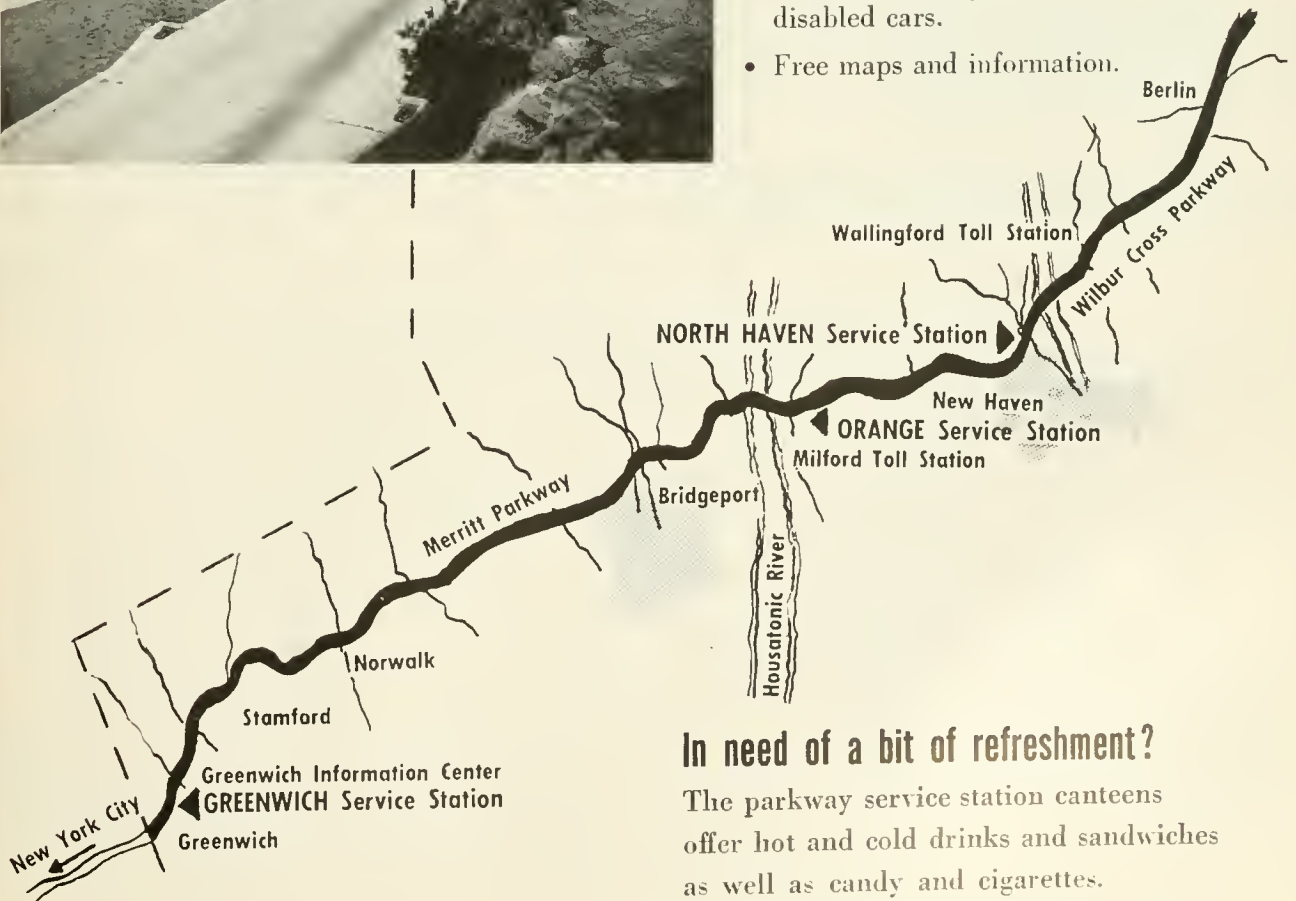 disabled cars.
• Free maps and information.
Berlin
Wilbur Cross Parkway
Wallingford Toll Station
NORTH HAVEN Service Station
New Haven
ORANGE Service Station
Milford Toll Station
Bridgeport
Merritt Parkway
Housatonic River
Norwalk
Stamford
Greenwich Information Center
GREENWICH Service Station
New York City
Greenwich
In need of a bit of refreshment?
The parkway service station canteens
offer hot and cold drinks and sandwiches
as well as candy and cigarettes.